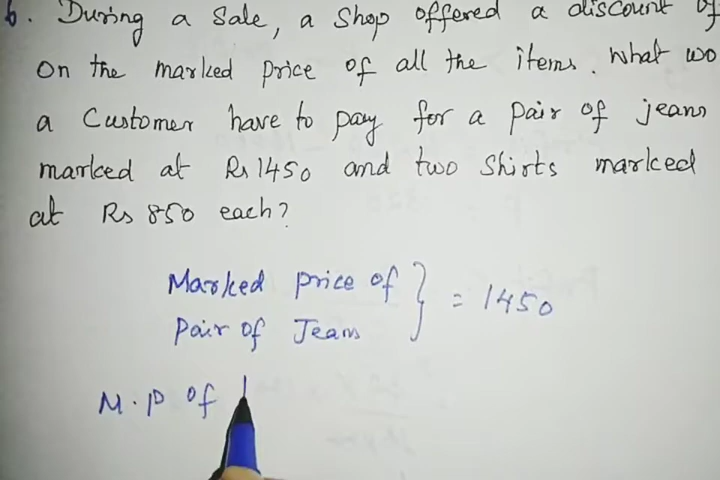 6. During a Sale, a Shop offered a discount of
on the marked price of all the items. What wo
a Customer have to pay for a pair of jeans
marked at Rs 1450 and two Shirts marked
at Rs 850 each?
Marked price of
Pair of Jeans } = 1450
M.P of